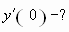 y′( 0) –?